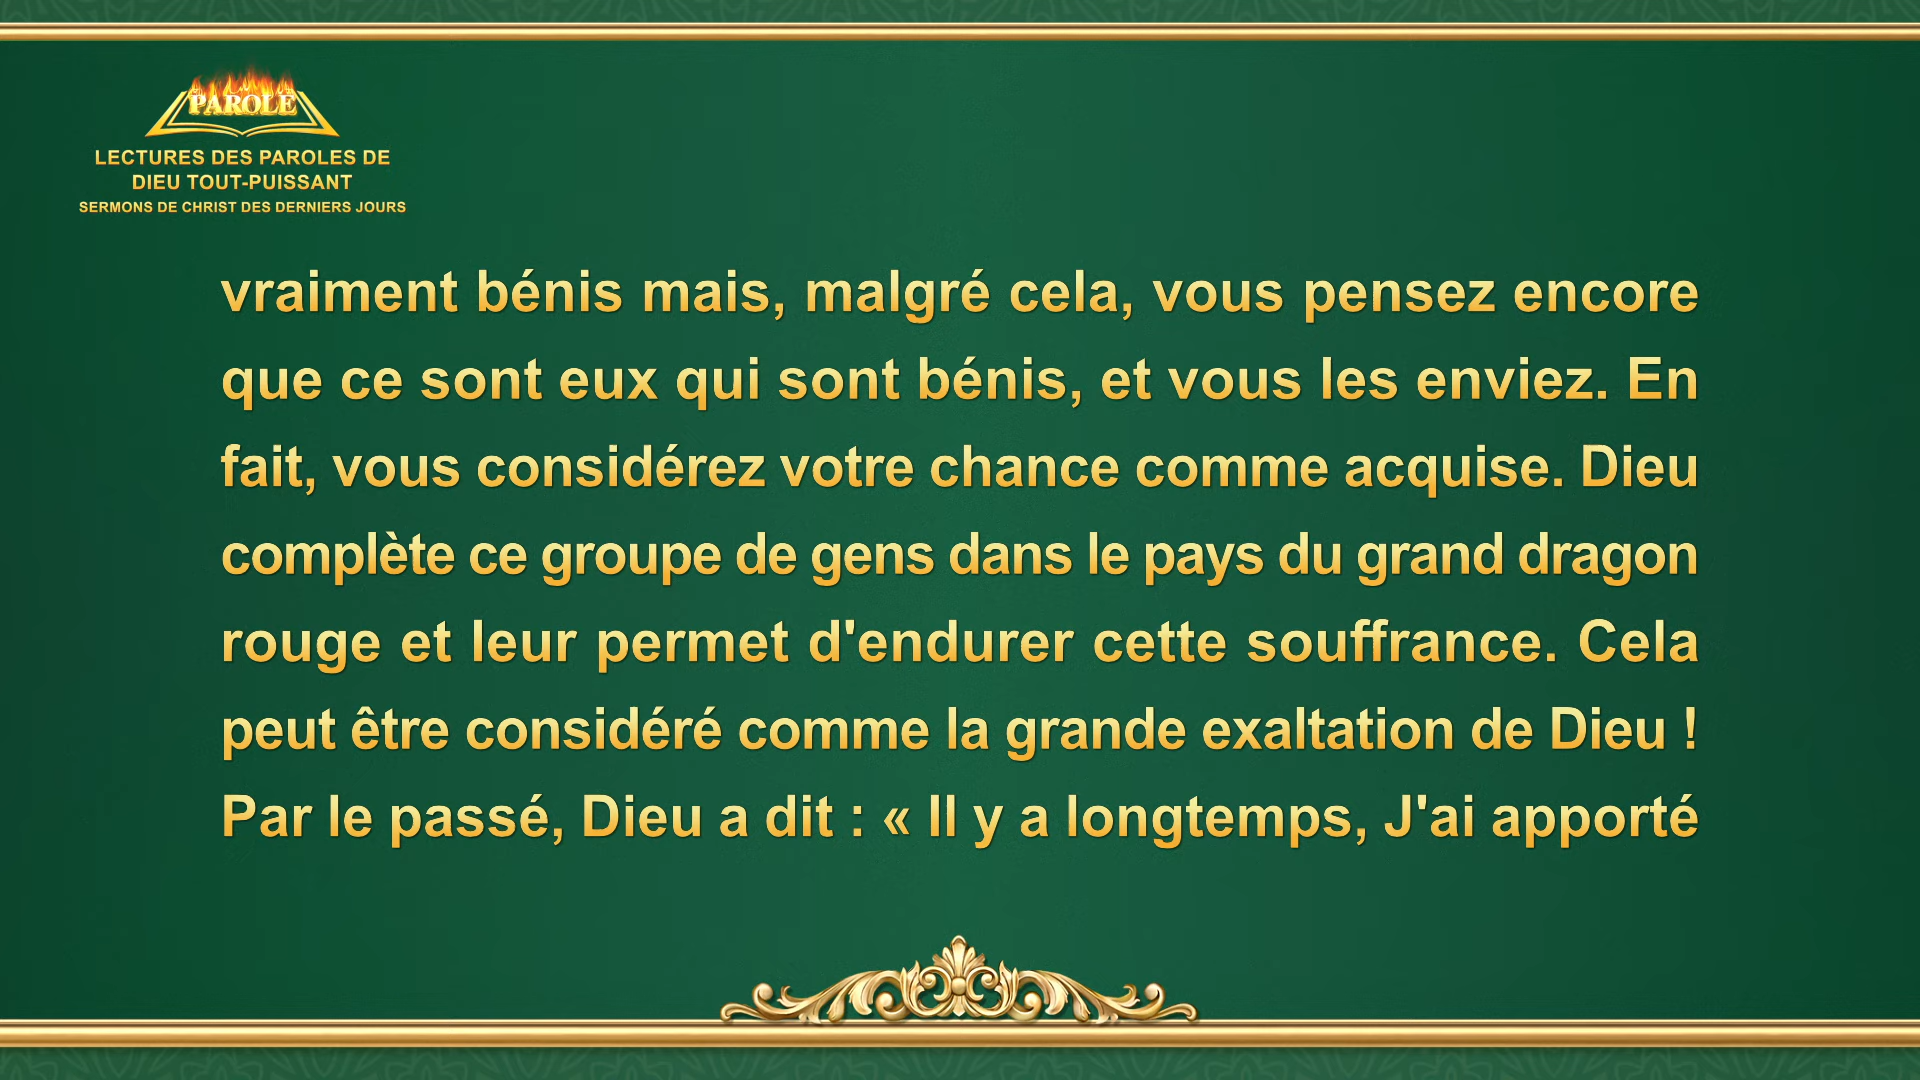 PAROLE
LECTURES DES PAROLES DE
DIEU TOUT-PUISSANT
SERMONS DE CHRIST DES DERNIERS JOURS
vraiment bénis mais, malgré cela, vous pensez encore
que ce sont eux qui sont bénis, et vous les enviez. En
fait, vous considérez votre chance comme acquise. Dieu
complète ce groupe de gens dans le pays du grand dragon
rouge et leur permet d'endurer cette souffrance. Cela
peut être considéré comme la grande exaltation de Dieu !
Par le passé, Dieu a dit : « Il y a longtemps, J'ai apporté